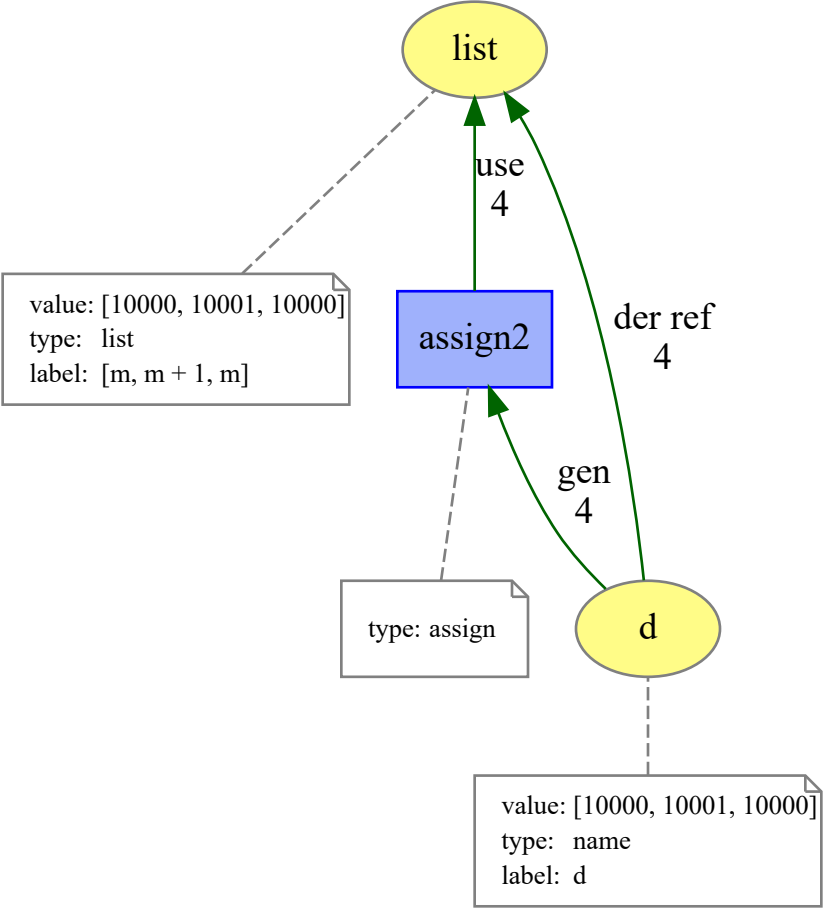 list
use
4
value: [10000, 10001, 10000]
type: list
label: [m, m + 1, m]
assign2
der ref
4
gen
4
type: assign
d
value: [10000, 10001, 10000]
type: name
label: d